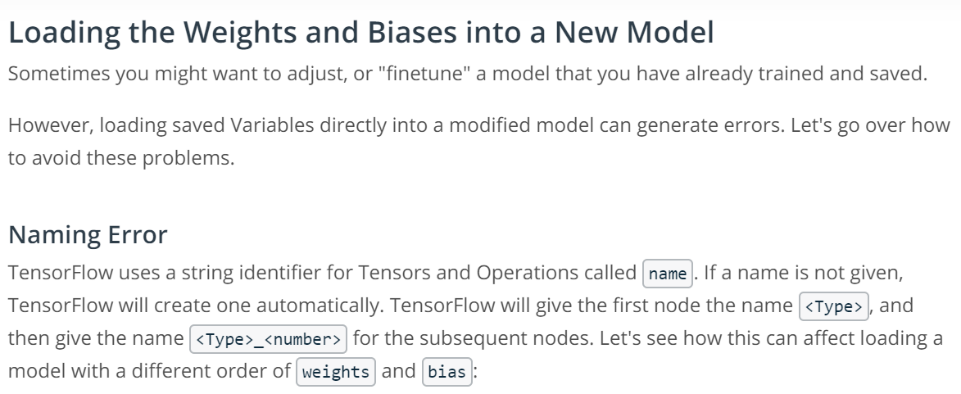 Loading the Weights and Biases into a New Model
Sometimes you might want to adjust, or "finetune" a model that you have already trained and saved.
However, loading saved Variables directly into a modified model can generate errors. Let's go over how
to avoid these problems.
Naming Error
TensorFlow uses a string identifier for Tensors and Operations called name. If a name is not given,
TensorFlow will create one automatically. TensorFlow will give the first node the name <Type>, and
then give the name <Type>_<number> for the subsequent nodes. Let's see how this can affect loading a
model with a different order of weights and bias: